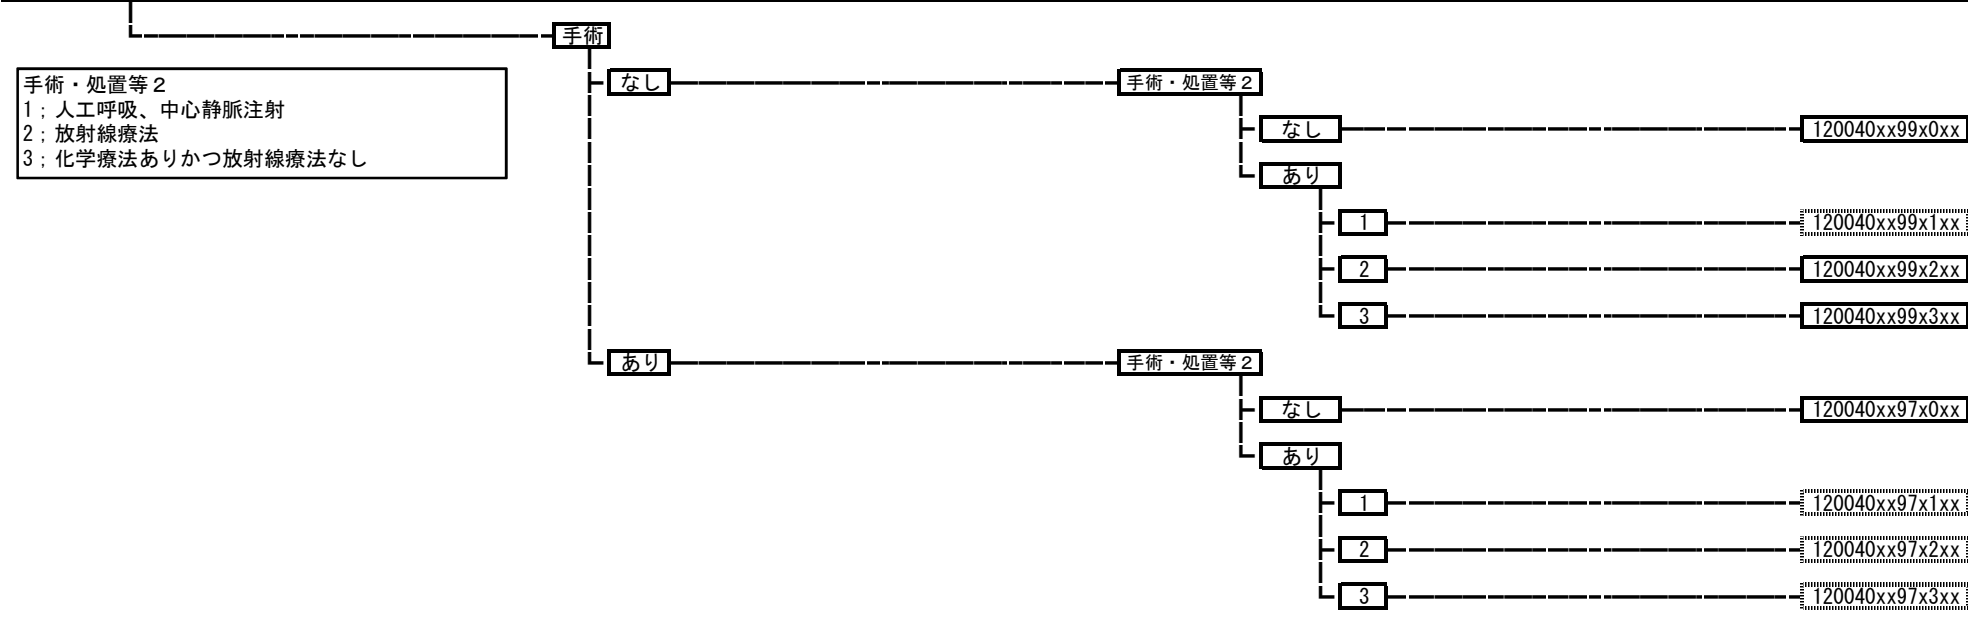 手術
手術・処置等２
1；人工呼吸、中心静脈注射
2；放射線療法
3；化学療法ありかつ放射線療法なし
なし
手術・処置等２
なし
120040xx99x0xx
あり
1
120040xx99x1xx
2
120040xx99x2xx
3
120040xx99x3xx
あり
手術・処置等２
なし
120040xx97x0xx
あり
1
120040xx97x1xx
2
120040xx97x2xx
3
120040xx97x3xx